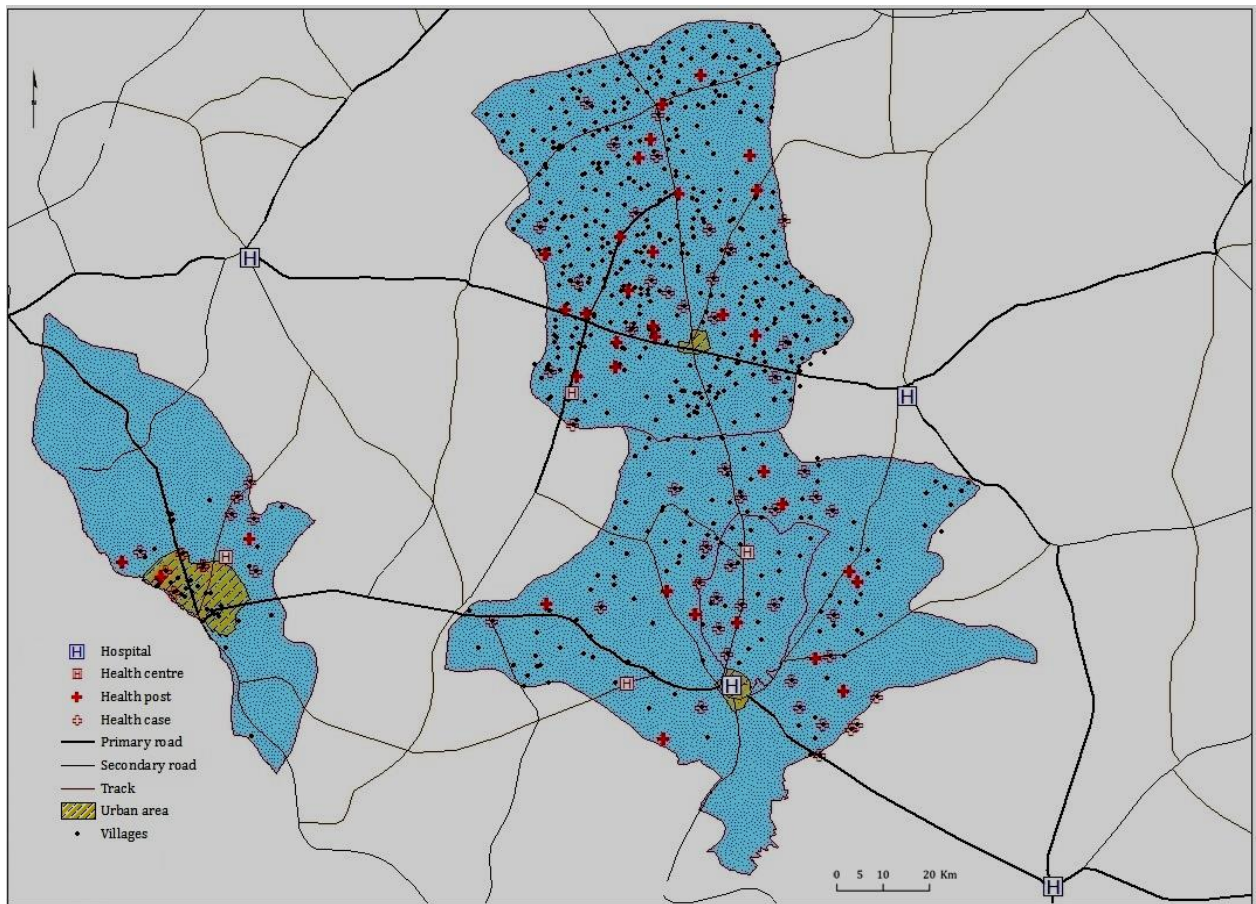 H
H
H
H
H
H
H
H
H
H Hospital
H Health centre
Health post
Health case
Primary road
Secondary road
Track
Urban area
Villages
0 5 10 20 Km